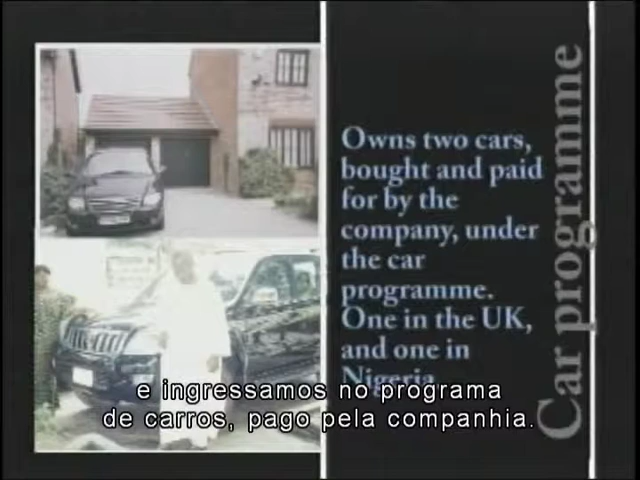 Owns two cars,
bought and paid
for by the
company, under
the car
programme.
One in the UK,
and one in
Nigeria
Car programme
e ingressamos no programa
de carros, pago pela companhia.